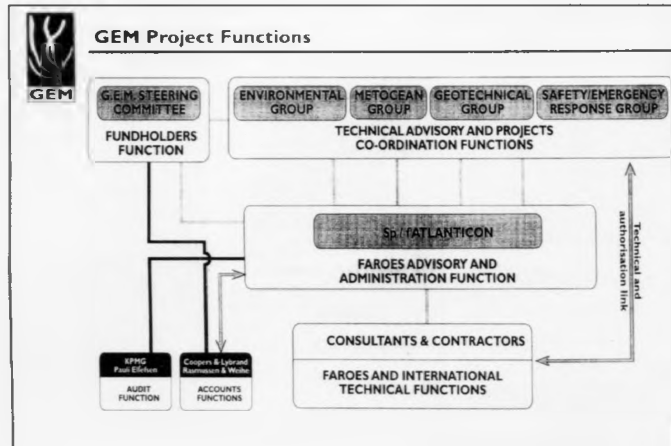 GEM Project Functions
GEM
G.E.M. STEERING
COMMITTEE
FUNDHOLDERS
FUNCTION
ENVIRONMENTAL
GROUP
METOCEAN
GROUP
GEOTECHNICAL
GROUP
SAFETY/EMERGENCY
RESPONSE GROUP
TECHNICAL ADVISORY AND PROJECTS
CO-ORDINATION FUNCTIONS
Technical and
authorisation link
ATLANTICON
FAROES ADVISORY AND
ADMINISTRATION FUNCTION
CONSULTANTS & CONTRACTORS
FAROES AND INTERNATIONAL
TECHNICAL FUNCTIONS
KPMG
Pauli Ellefsen
AUDIT
FUNCTION
Coopers & Lybrand
Rasmussen & Weihe
ACCOUNTS
FUNCTIONS